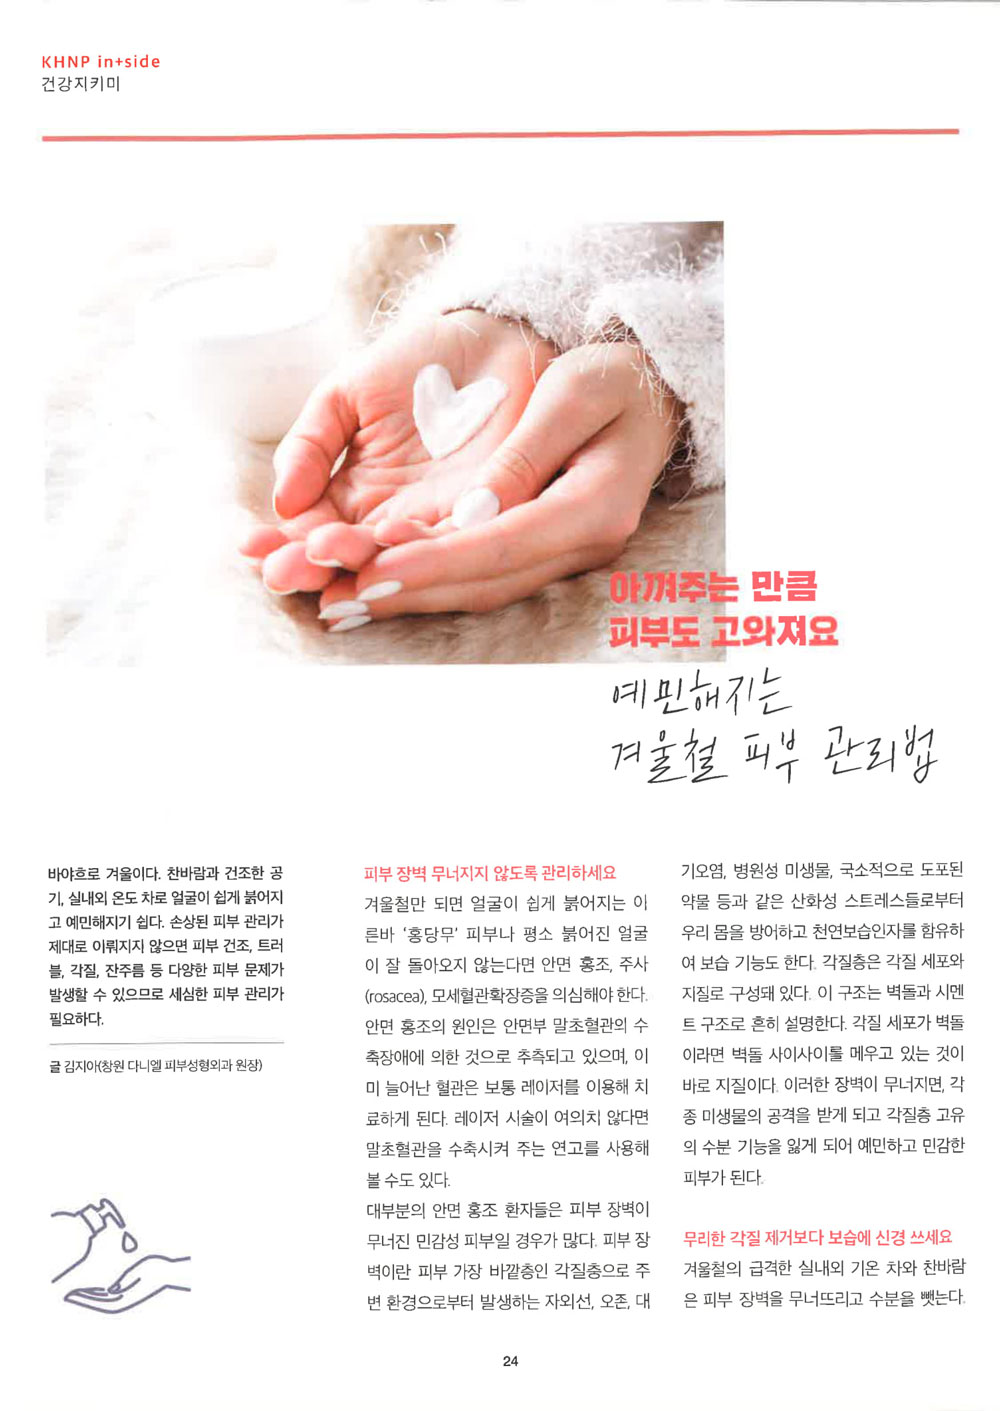 KHNP in+side
건강지키미
아껴주는 만큼
피부도 고와져요
예민해지는
겨울철 피부 관리법
바야흐로 겨울이다. 찬바람과 건조한 공
기, 실내외 온도 차로 얼굴이 쉽게 붉어지
고 예민해지기 쉽다. 손상된 피부 관리가
제대로 이뤄지지 않으면 피부 건조, 트러
블, 각질, 잔주름 등 다양한 피부 문제가
발생할 수 있으므로 세심한 피부 관리가
필요하다.
글 김지아(창원 다니엘 피부성형외과 원장)
피부 장벽 무너지지 않도록 관리하세요
겨울철만 되면 얼굴이 쉽게 붉어지는 이
른바 ‘홍당무’ 피부나 평소 붉어진 얼굴
이 잘 돌아오지 않는다면 안면 홍조, 주사
(rosacea), 모세혈관확장증을 의심해야 한다.
안면 홍조의 원인은 안면부 말초혈관의 수
축장애에 의한 것으로 추측되고 있으며, 이
미 늘어난 혈관은 보통 레이저를 이용해 치
료하게 된다. 레이저 시술이 여의치 않다면
말초혈관을 수축시켜 주는 연고를 사용해
볼 수도 있다.
대부분의 안면 홍조 환자들은 피부 장벽이
무너진 민감성 피부일 경우가 많다. 피부 장
벽이란 피부 가장 바깥층인 각질층으로 주
변 환경으로부터 발생하는 자외선, 오존, 대
기오염, 병원성 미생물, 국소적으로 도포된
약물 등과 같은 산화성 스트레스들로부터
우리 몸을 방어하고 천연보습인자를 함유하
여 보습 기능도 한다. 각질층은 각질 세포와
지질로 구성돼 있다. 이 구조는 벽돌과 시멘
트 구조로 흔히 설명한다. 각질 세포가 벽돌
이라면 벽돌 사이사이를 메우고 있는 것이
바로 지질이다. 이러한 장벽이 무너지면, 각
종 미생물의 공격을 받게 되고 각질층 고유
의 수분 기능을 잃게 되어 예민하고 민감한
피부가 된다.
무리한 각질 제거보다 보습에 신경 쓰세요
겨울철의 급격한 실내외 기온 차와 찬바람
은 피부 장벽을 무너뜨리고 수분을 뺏는다.
24